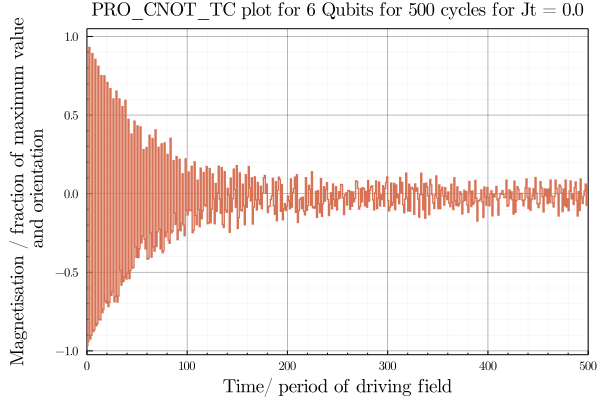 PRO_CNOT_TC plot for 6 Qubits for 500 cycles for Jt = 0.0
Magnetisation / fraction of maximum value
and orientation
1.0
0.5
0.0
−0.5
−1.0
0 100 200 300 400 500
Time/ period of driving field